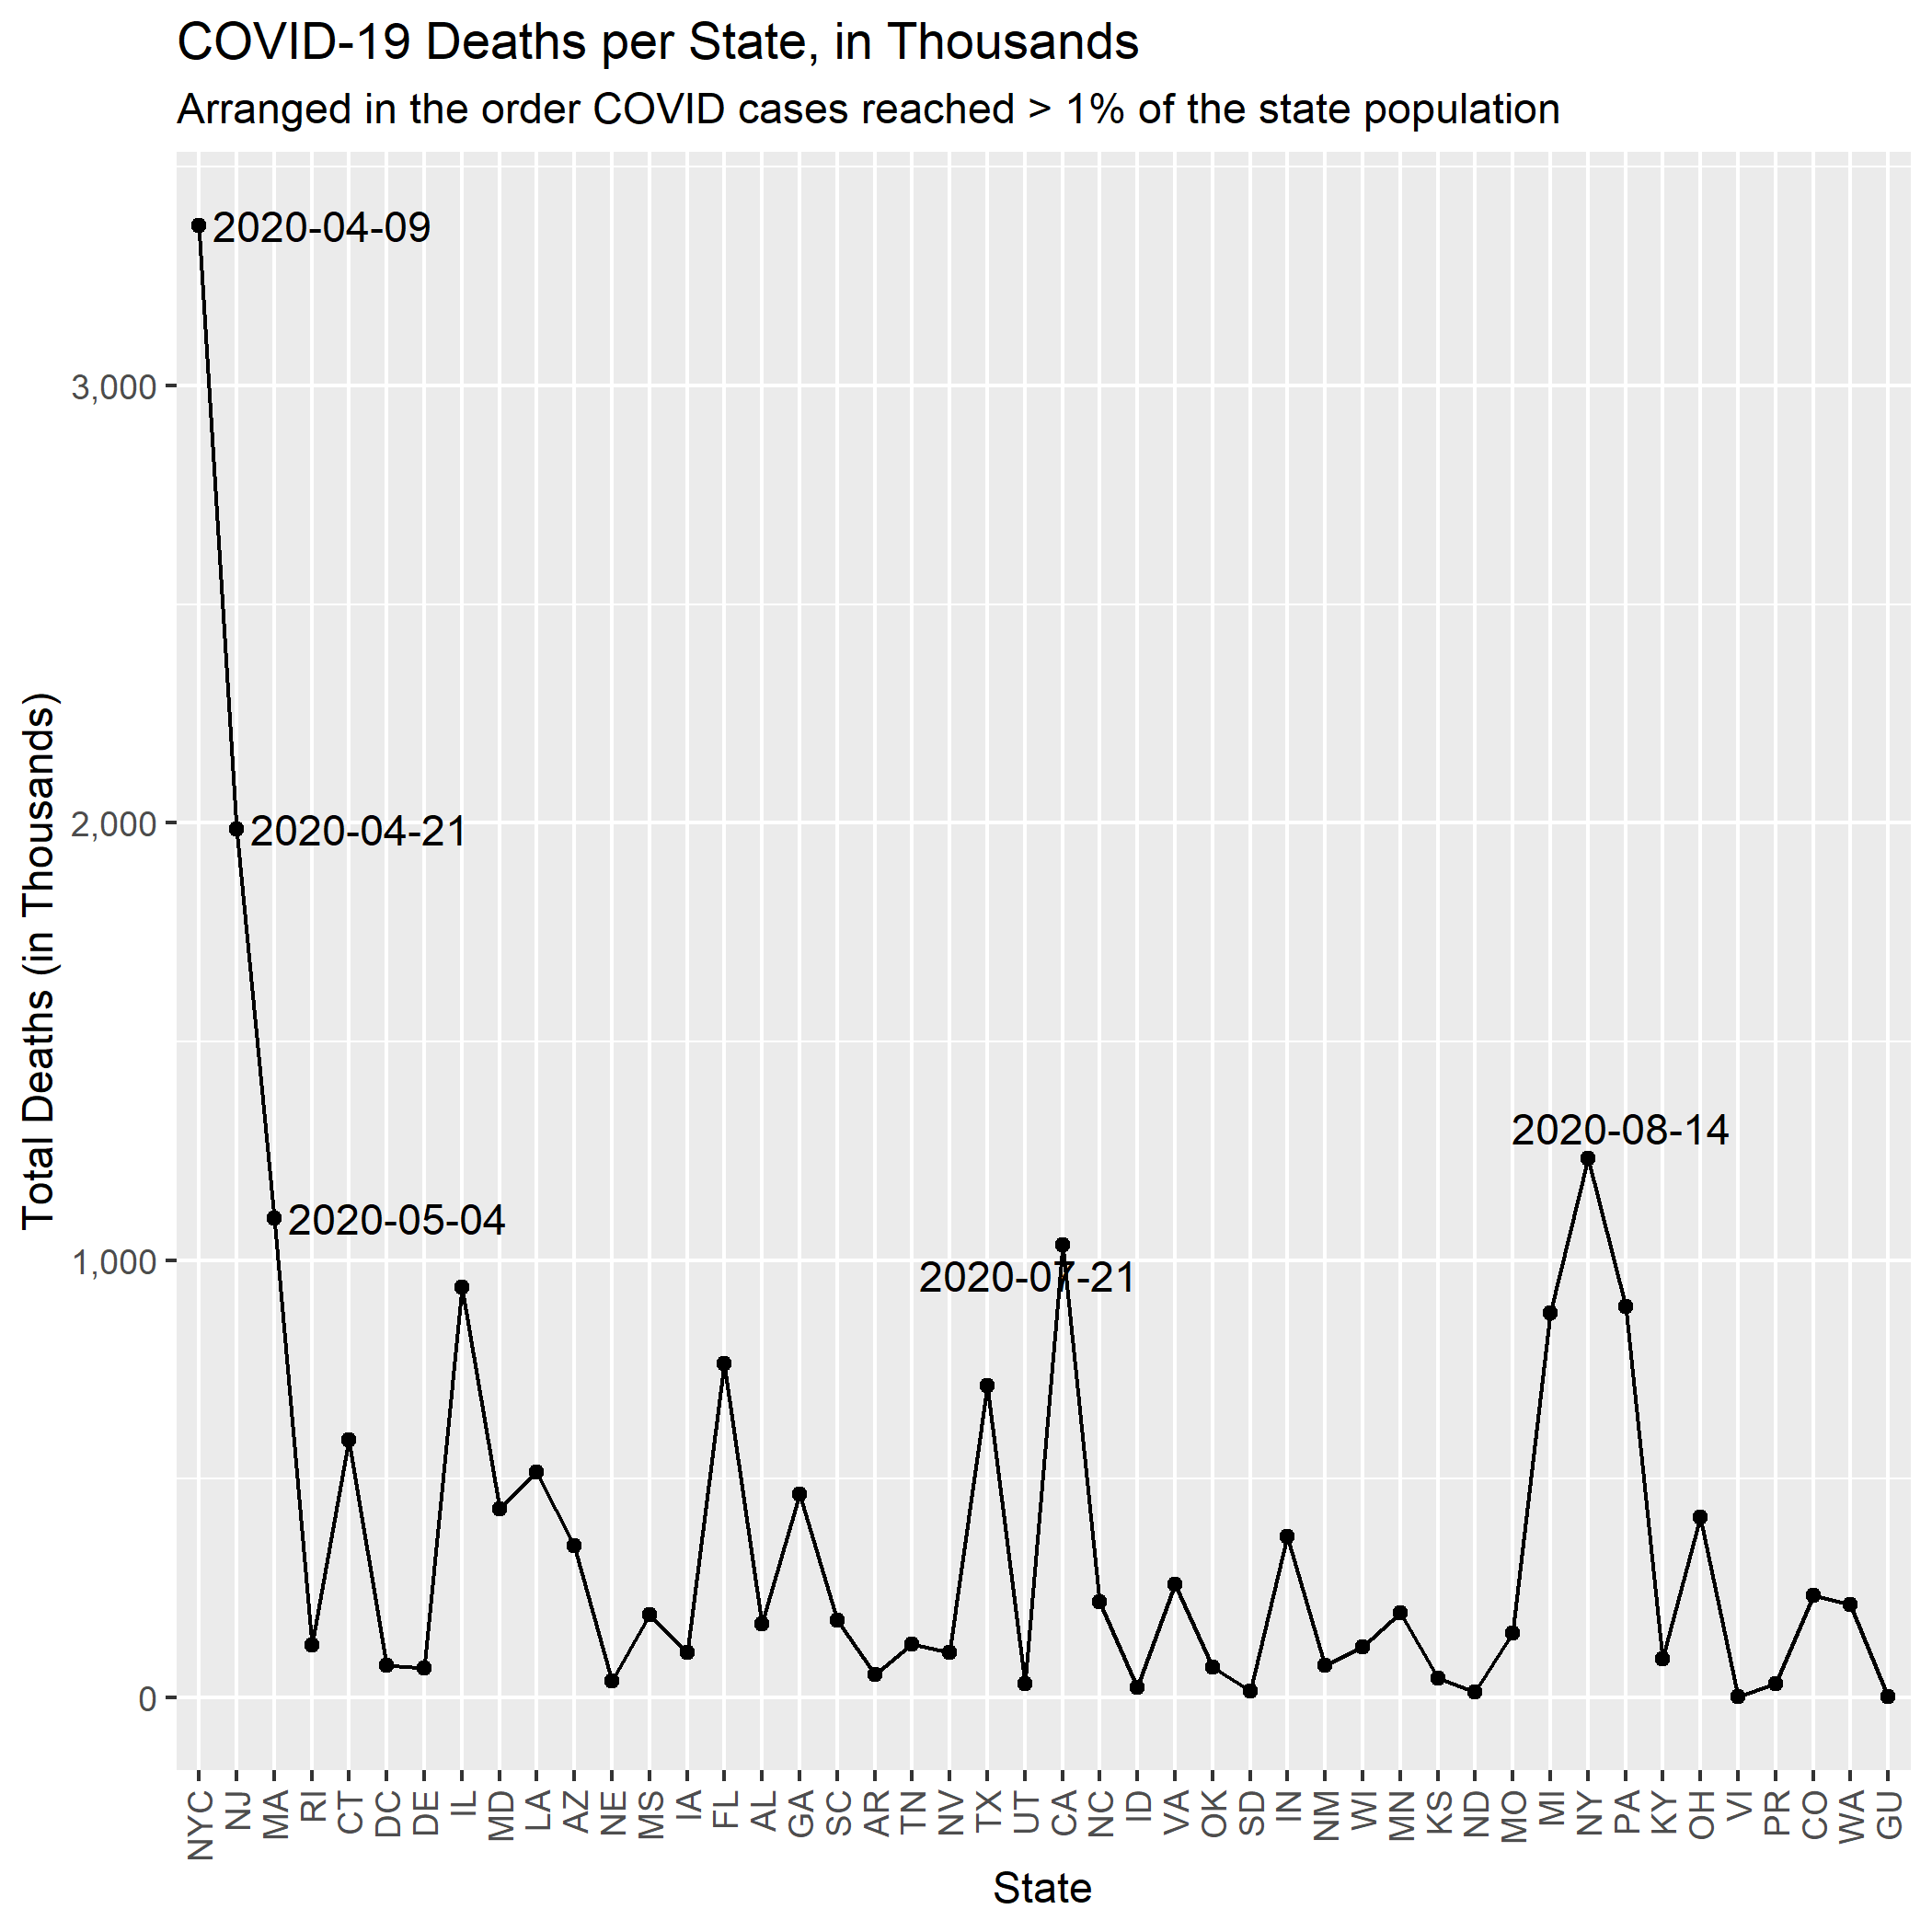 COVID-19 Deaths per State, in Thousands
Arranged in the order COVID cases reached > 1% of the state population
2020-04-09
3,000
2,000
2020-04-21
2020-08-14
2020-05-04
1,000
2020-07-21
0
Total Deaths (in Thousands)
NYC NJ MA RI CT DC DE IL MD LA AZ NE MS IA FL AL GA SC AR TN NV TX UT CA NC ID VA OK SD IN NM WI MN KS ND MO MI NY PA KY OH VI PR CO WA GU
State